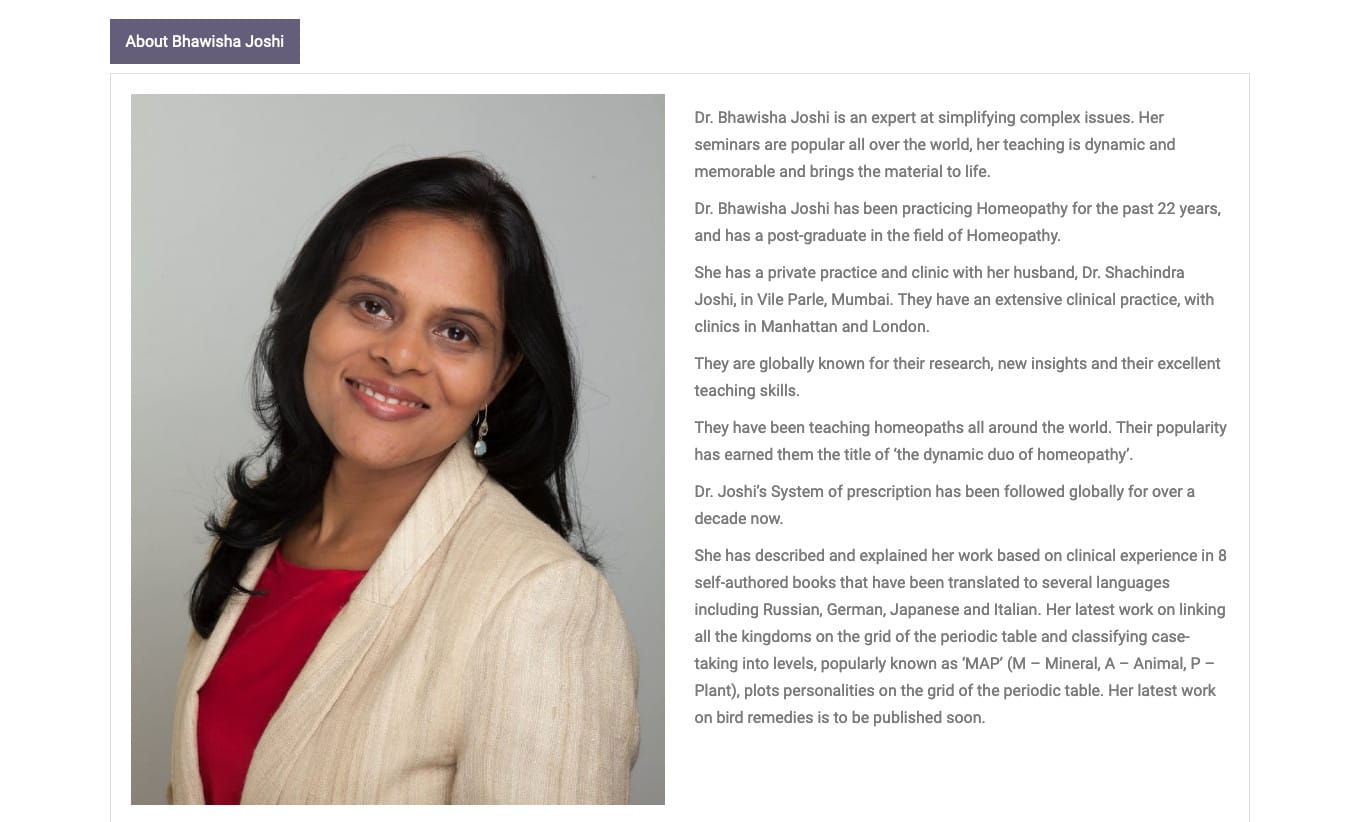 About Bhawisha Joshi
Dr. Bhawisha Joshi is an expert at simplifying complex issues. Her
seminars are popular all over the world, her teaching is dynamic and
memorable and brings the material to life.
Dr. Bhawisha Joshi has been practicing Homeopathy for the past 22 years,
and has a post-graduate in the field of Homeopathy.
She has a private practice and clinic with her husband, Dr. Shachindra
Joshi, in Vile Parle, Mumbai. They have an extensive clinical practice, with
clinics in Manhattan and London.
They are globally known for their research, new insights and their excellent
teaching skills.
They have been teaching homeopaths all around the world. Their popularity
has earned them the title of ‘the dynamic duo of homeopathy’.
Dr. Joshi’s System of prescription has been followed globally for over a
decade now.
She has described and explained her work based on clinical experience in 8
self-authored books that have been translated to several languages
including Russian, German, Japanese and Italian. Her latest work on linking
all the kingdoms on the grid of the periodic table and classifying case-
taking into levels, popularly known as ‘MAP’ (M – Mineral, A – Animal, P –
Plant), plots personalities on the grid of the periodic table. Her latest work
on bird remedies is to be published soon.